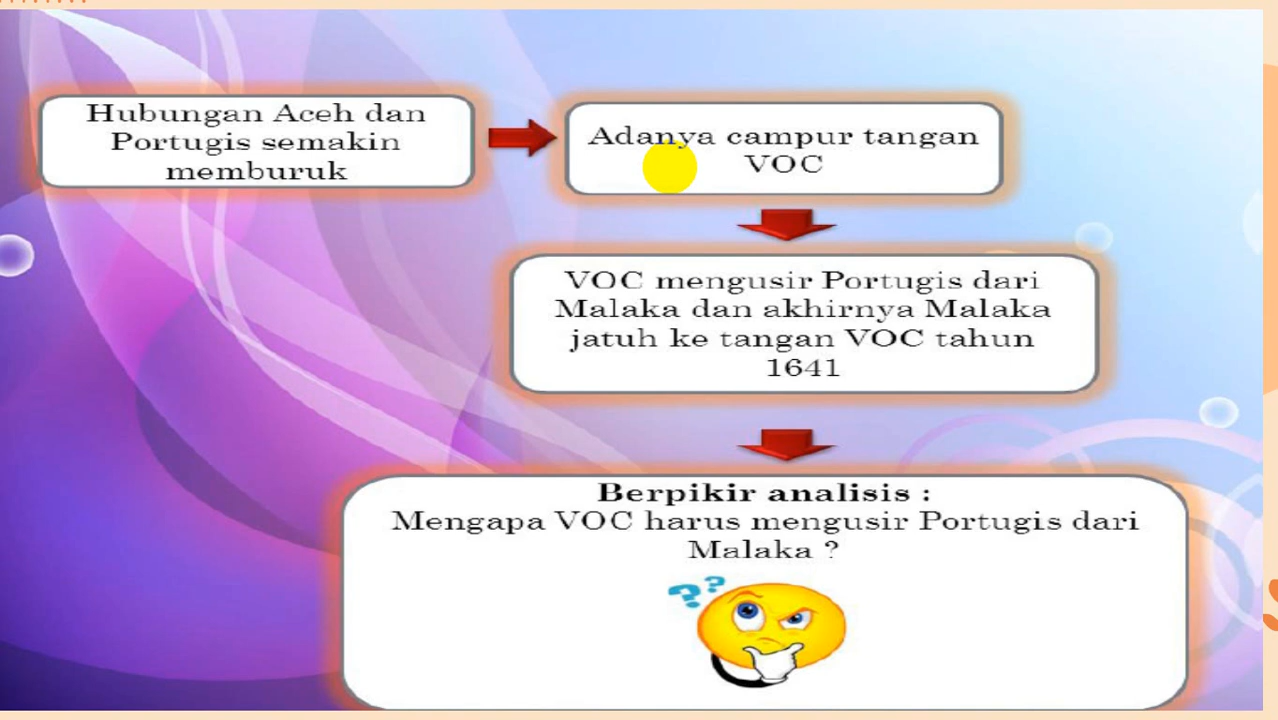 Hubungan Aceh dan
Portugis semakin
memburuk
Adanya campur tangan
VOC
VOC mengusir Portugis dari
Malaka dan akhirnya Malaka
jatuh ke tangan VOC tahun
1641
Berpikir analisis :
Mengapa VOC harus mengusir Portugis dari
Malaka ?
??